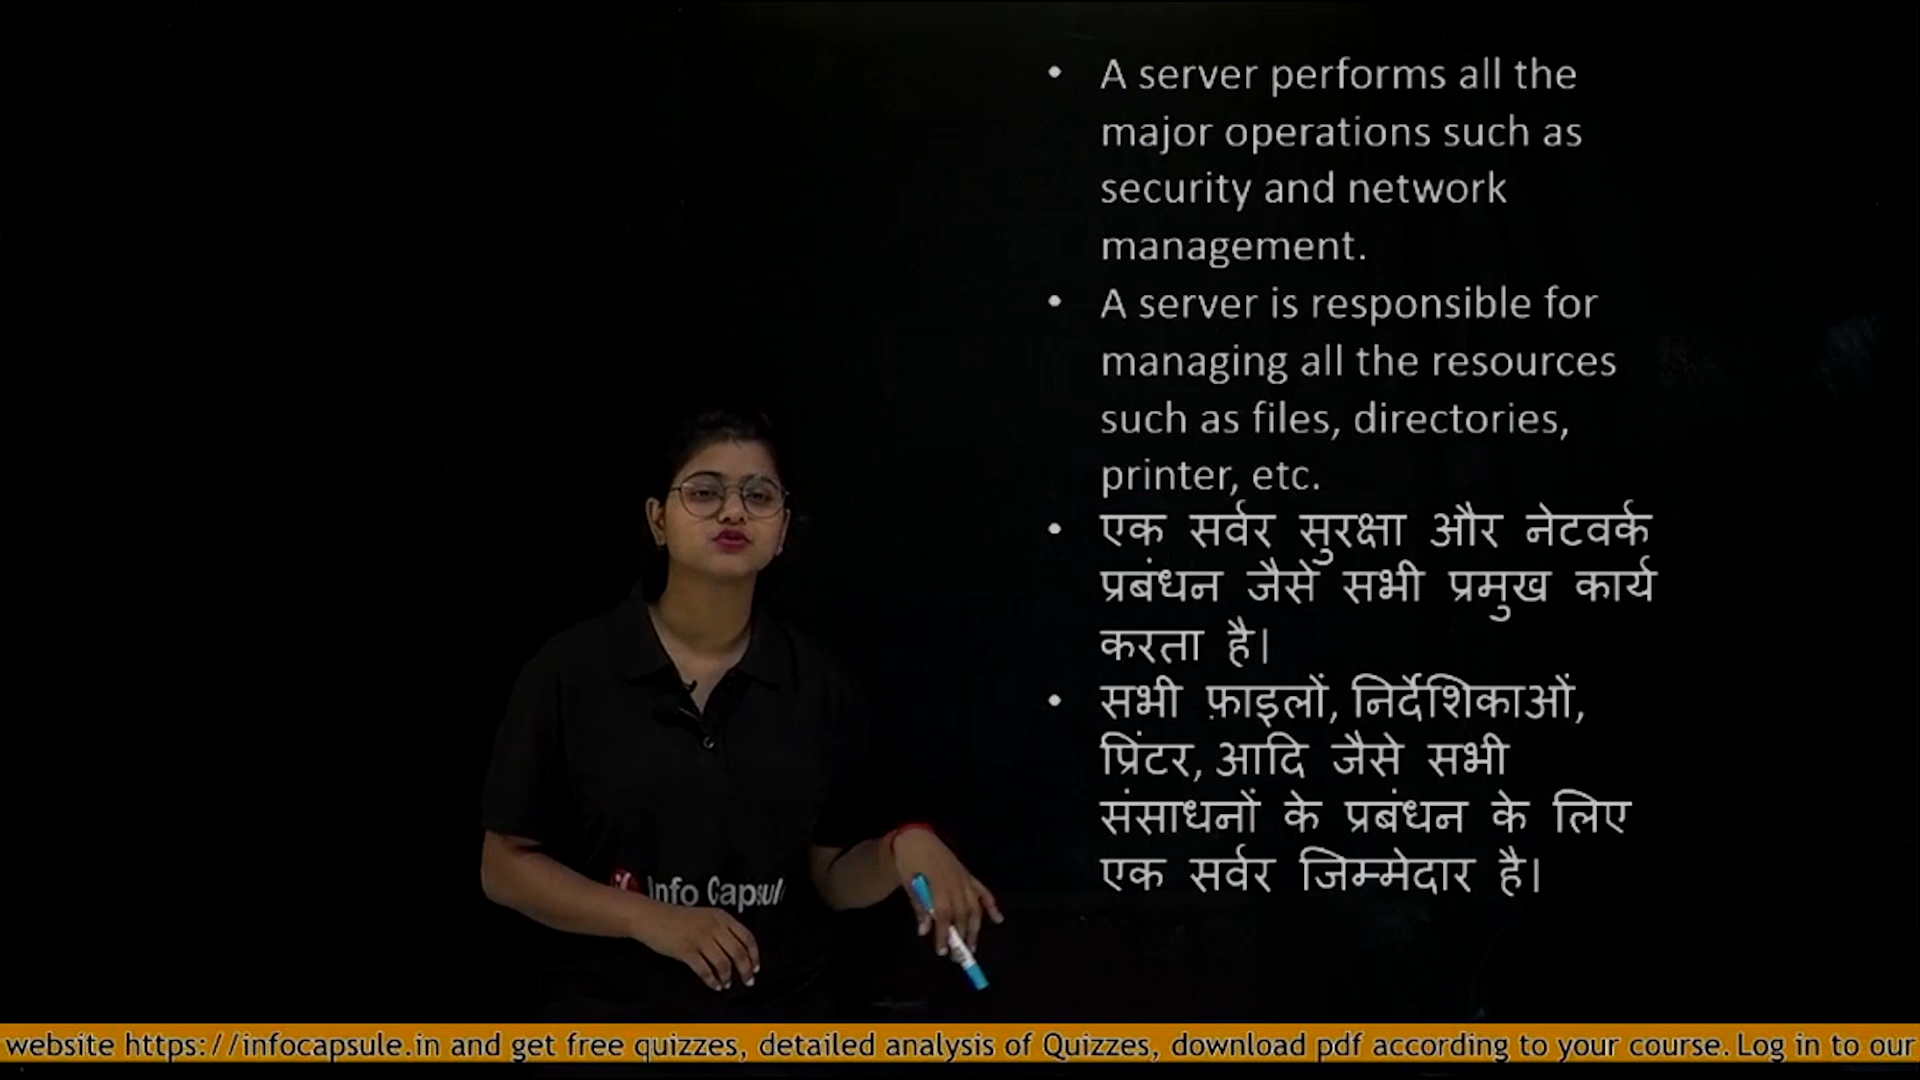 • A server performs all the
major operations such as
security and network
management.
• A server is responsible for
managing all the resources
such as files, directories,
printer, etc.
• एक सर्वर सुरक्षा और नेटवर्क
प्रबंधन जैसे सभी प्रमुख कार्य
करता है।
• सभी फ़ाइलों, निर्देशिकाओं,
प्रिंटर, आदि जैसे सभी
संसाधनों के प्रबंधन के लिए
एक सर्वर जिम्मेदार है।
Info Capsul
website https://infocapsule.in and get free quizzes, detailed analysis of Quizzes, download pdf according to your course. Log in to our